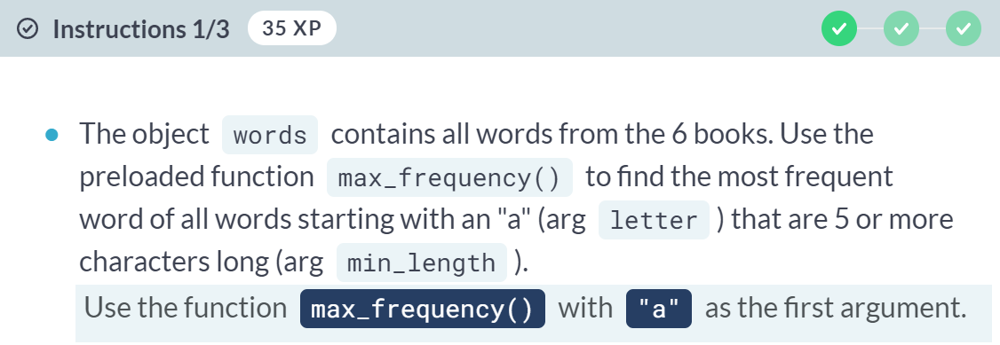 Instructions 1/3 35 XP
The object words contains all words from the 6 books. Use the
preloaded function max_frequency() to find the most frequent
word of all words starting with an "a" (arg letter ) that are 5 or more
characters long (arg min_length ).
Use the function max_frequency() with "a" as the first argument.